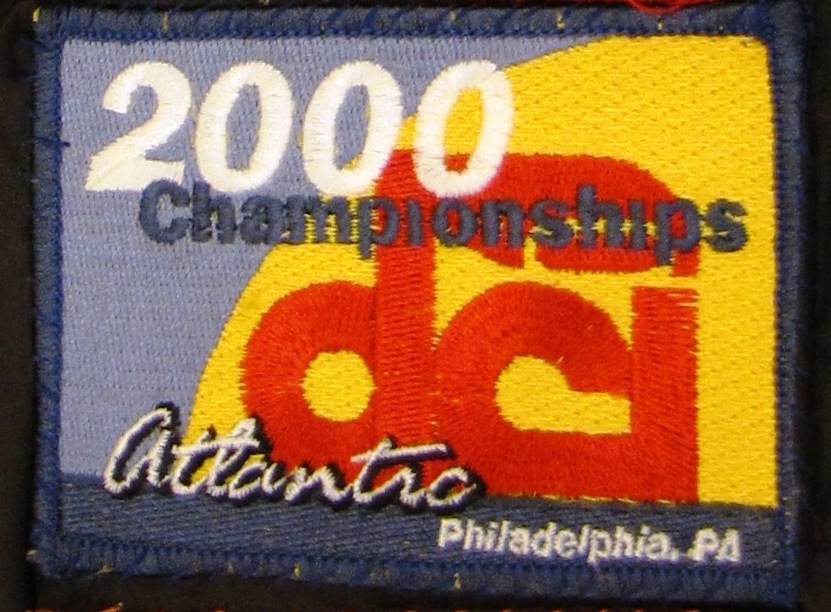 2000
Championships
dci
Atlantic
Philadelphia, PA